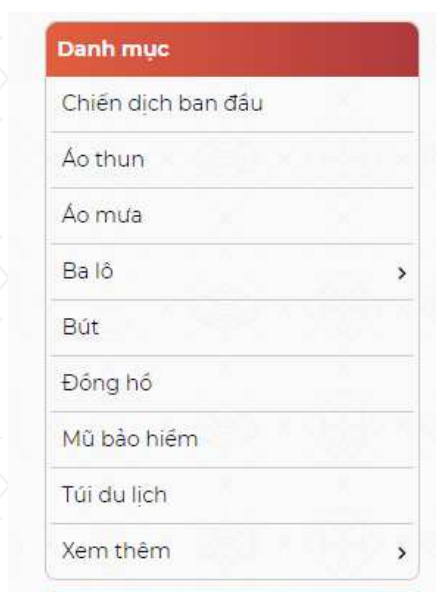 Danh mục
Chiến dịch ban đầu
Áo thun
Áo mưa
Ba lô
Bút
Đồng hồ
Mũ bảo hiểm
Túi du lịch
Xem thêm